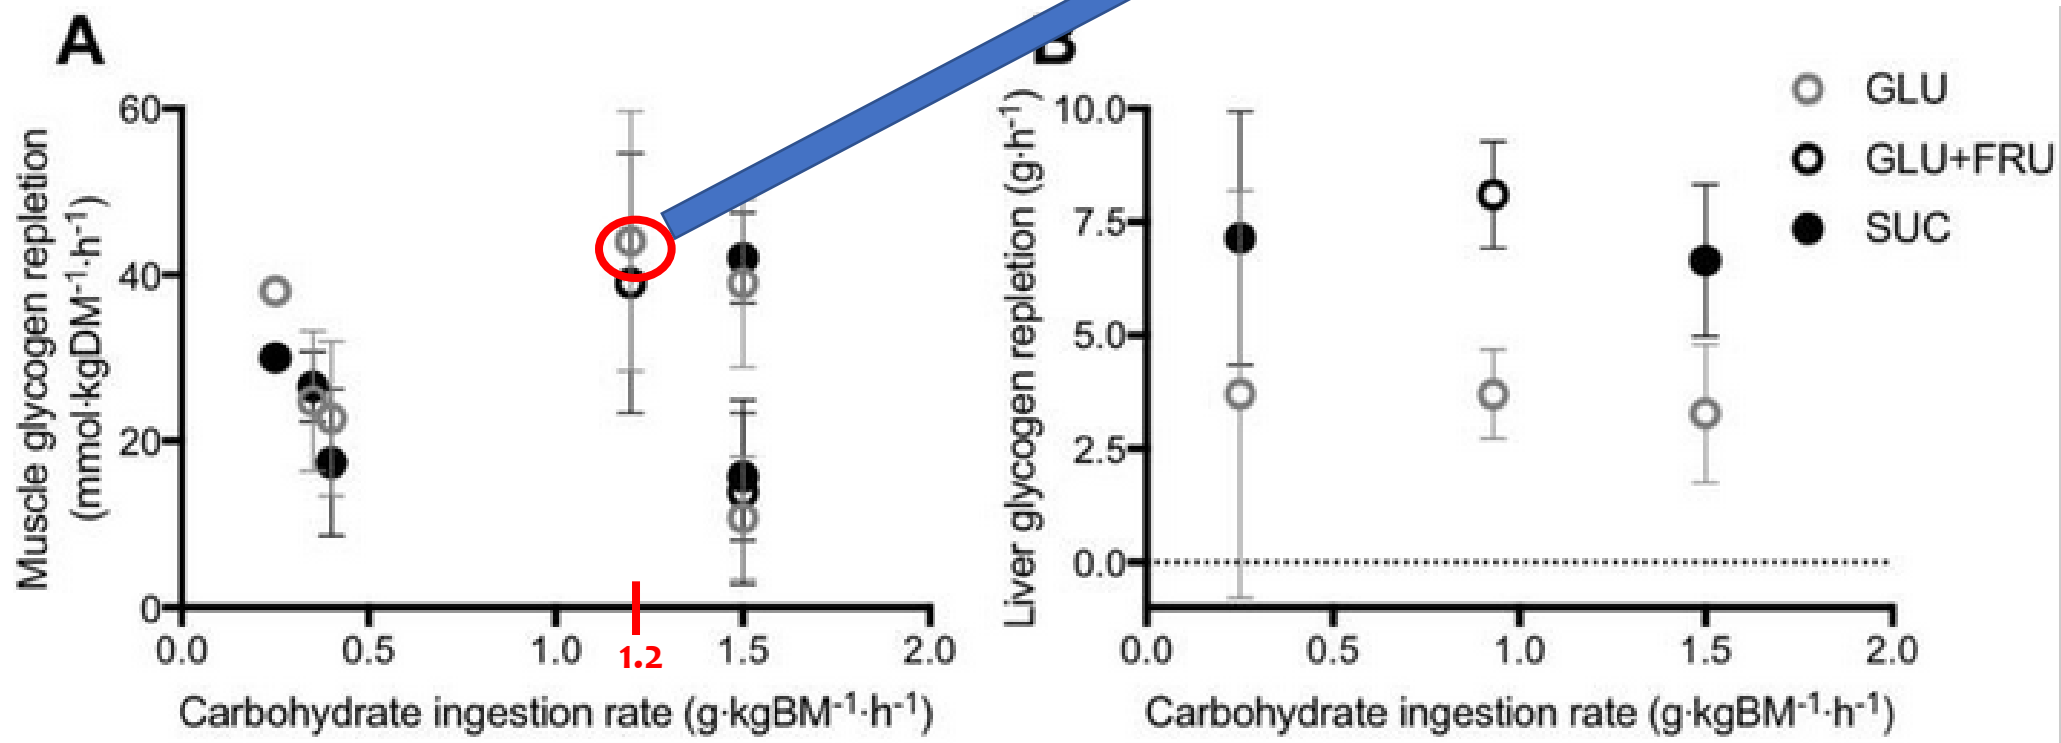 A
Muscle glycogen repletion
(mmol·kgDM⁻¹·h⁻¹)
60
40
20
0
0.0 0.5 1.0 1.2 1.5 2.0
Carbohydrate ingestion rate (g·kgBM⁻¹·h⁻¹)
B
Liver glycogen repletion (g·h⁻¹)
10.0
7.5
5.0
2.5
0.0
0.0 0.5 1.0 1.5 2.0
Carbohydrate ingestion rate (g·kgBM⁻¹·h⁻¹)
GLU
GLU+FRU
SUC